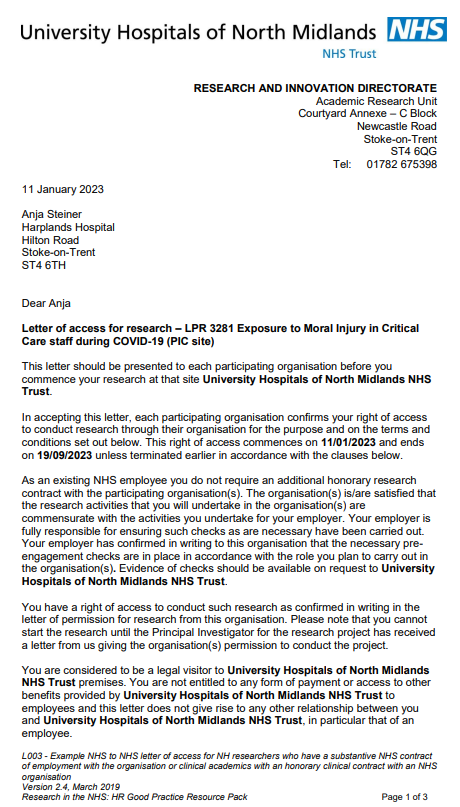 University Hospitals of North Midlands NHS
NHS Trust
RESEARCH AND INNOVATION DIRECTORATE
Academic Research Unit
Courtyard Annexe – C Block
Newcastle Road
Stoke-on-Trent
ST4 6QG
Tel: 01782 675398
11 January 2023
Anja Steiner
Harplands Hospital
Hilton Road
Stoke-on-Trent
ST4 6TH
Dear Anja
Letter of access for research – LPR 3281 Exposure to Moral Injury in Critical
Care staff during COVID-19 (PIC site)
This letter should be presented to each participating organisation before you
commence your research at that site University Hospitals of North Midlands NHS
Trust.
In accepting this letter, each participating organisation confirms your right of access
to conduct research through their organisation for the purpose and on the terms and
conditions set out below. This right of access commences on 11/01/2023 and ends
on 19/09/2023 unless terminated earlier in accordance with the clauses below.
As an existing NHS employee you do not require an additional honorary research
contract with the participating organisation(s). The organisation(s) is/are satisfied that
the research activities that you will undertake in the organisation(s) are
commensurate with the activities you undertake for your employer. Your employer is
fully responsible for ensuring such checks as are necessary have been carried out.
Your employer has confirmed in writing to this organisation that the necessary pre-
engagement checks are in place in accordance with the role you plan to carry out in
the organisation(s). Evidence of checks should be available on request to University
Hospitals of North Midlands NHS Trust.
You have a right of access to conduct such research as confirmed in writing in the
letter of permission for research from this organisation. Please note that you cannot
start the research until the Principal Investigator for the research project has received
a letter from us giving the organisation(s) permission to conduct the project.
You are considered to be a legal visitor to University Hospitals of North Midlands
NHS Trust premises. You are not entitled to any form of payment or access to other
benefits provided by University Hospitals of North Midlands NHS Trust to
employees and this letter does not give rise to any other relationship between you
and University Hospitals of North Midlands NHS Trust, in particular that of an
employee.
L003 - Example NHS to NHS letter of access for NH researchers who have a substantive NHS contract
of employment with the organisation or clinical academics with an honorary clinical contract with an NHS
organisation
Version 2.4, March 2019
Research in the NHS: HR Good Practice Resource Pack Page 1 of 3